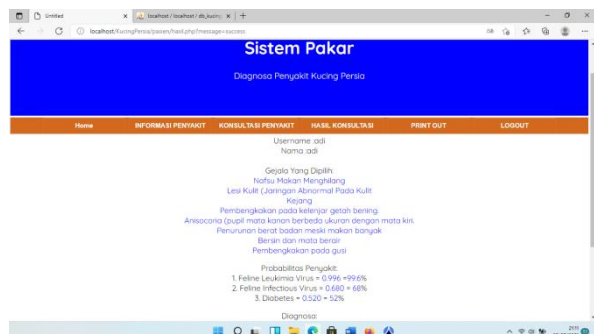 Untitled
localhost / localhost / db_kucing
localhost/KucingPersia/pasien/hasil.php?message=success
Sistem Pakar
Diagnosa Penyakit Kucing Persia
Home INFORMASI PENYAKIT KONSULTASI PENYAKIT HASIL KONSULTASI PRINT OUT LOGOUT
Username :adi
Nama :adi
Gejala Yang Dipilih:
Nafsu Makan Menghilang
Lesi Kulit (Jaringan Abnormal Pada Kulit
Kejang
Pembengkakan pada kelenjar getah bening.
Anisocoria (pupil mata kanan berbeda ukuran dengan mata kiri.
Penurunan berat badan meski makan banyak
Bersin dan mata berair
Pembengkakan pada gusi
Probabilitas Penyakit:
1. Feline Leukimia Virus = 0.996 =99.6%
2. Feline Infectious Virus = 0.680 = 68%
3. Diabetes = 0.520 = 52%
Diagnosa: